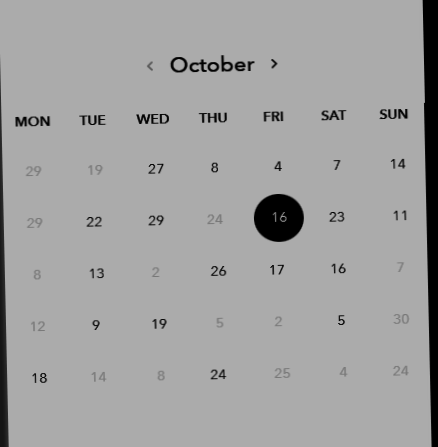 ‹ October ›
MON TUE WED THU FRI SAT SUN
29 19 27 8 4 7 14
29 22 29 24 16 23 11
8 13 2 26 17 16 7
12 9 19 5 2 5 30
18 14 8 24 25 4 24